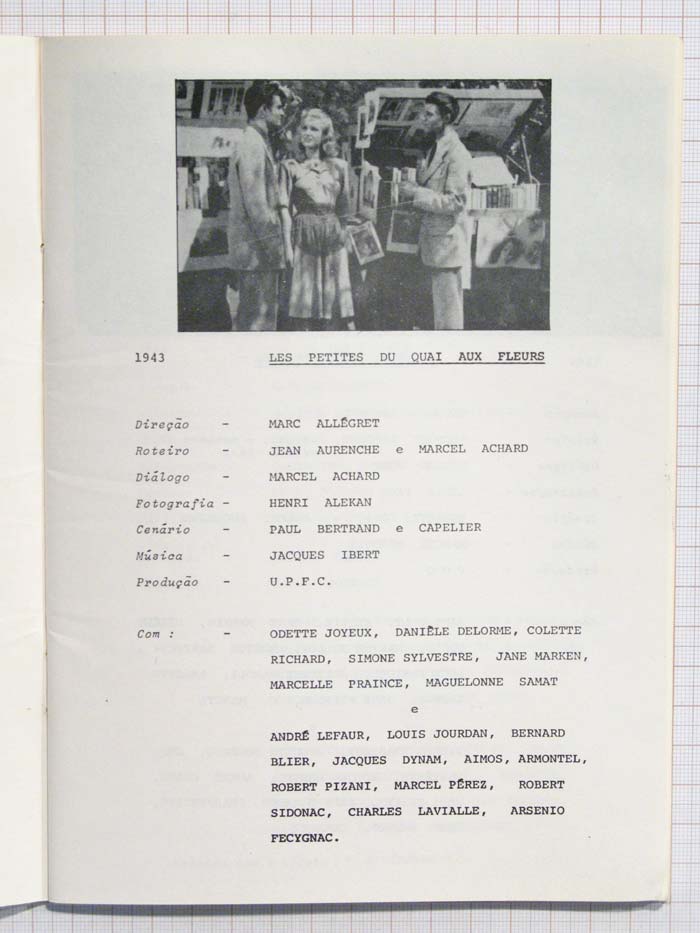 1943 LES PETITES DU QUAI AUX FLEURS
Direção - MARC ALLÉGRET
Roteiro - JEAN AURENCHE e MARCEL ACHARD
Diálogo - MARCEL ACHARD
Fotografia - HENRI ALEKAN
Cenário - PAUL BERTRAND e CAPELIER
Música - JACQUES IBERT
Produção - U.P.F.C.
Com : - ODETTE JOYEUX, DANIÈLE DELORME, COLETTE
RICHARD, SIMONE SYLVESTRE, JANE MARKEN,
MARCELLE PRAINCE, MAGUELONNE SAMAT
e
ANDRÉ LEFAUR, LOUIS JOURDAN, BERNARD
BLIER, JACQUES DYNAM, AIMOS, ARMONTEL,
ROBERT PIZANI, MARCEL PÉREZ, ROBERT
SIDONAC, CHARLES LAVIALLE, ARSENIO
FECYGNAC.